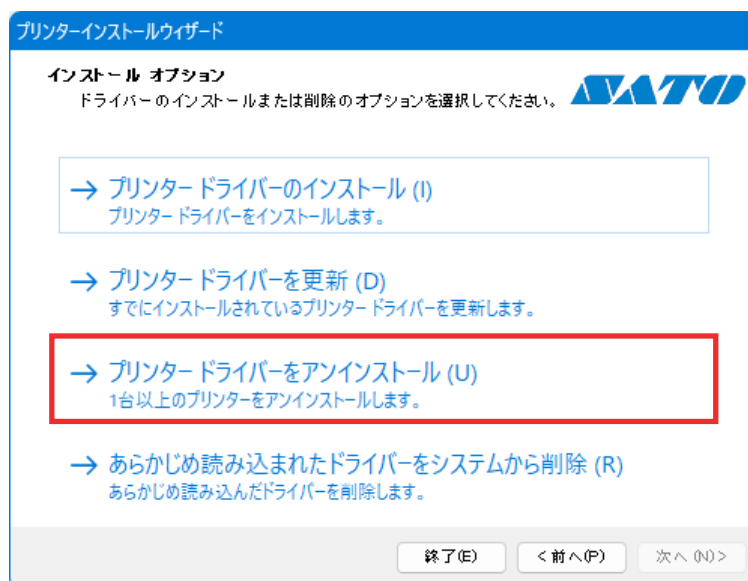 プリンターインストールウィザード
インストール オプション
ドライバーのインストールまたは削除のオプションを選択してください。
SATO
→ プリンター ドライバーのインストール (I)
プリンター ドライバーをインストールします。
→ プリンター ドライバーを更新 (D)
すでにインストールされているプリンター ドライバーを更新します。
→ プリンター ドライバーをアンインストール (U)
1台以上のプリンターをアンインストールします。
→ あらかじめ読み込まれたドライバーをシステムから削除 (R)
あらかじめ読み込んだドライバーを削除します。
終了(E) < 前へ(P) 次へ (N) >